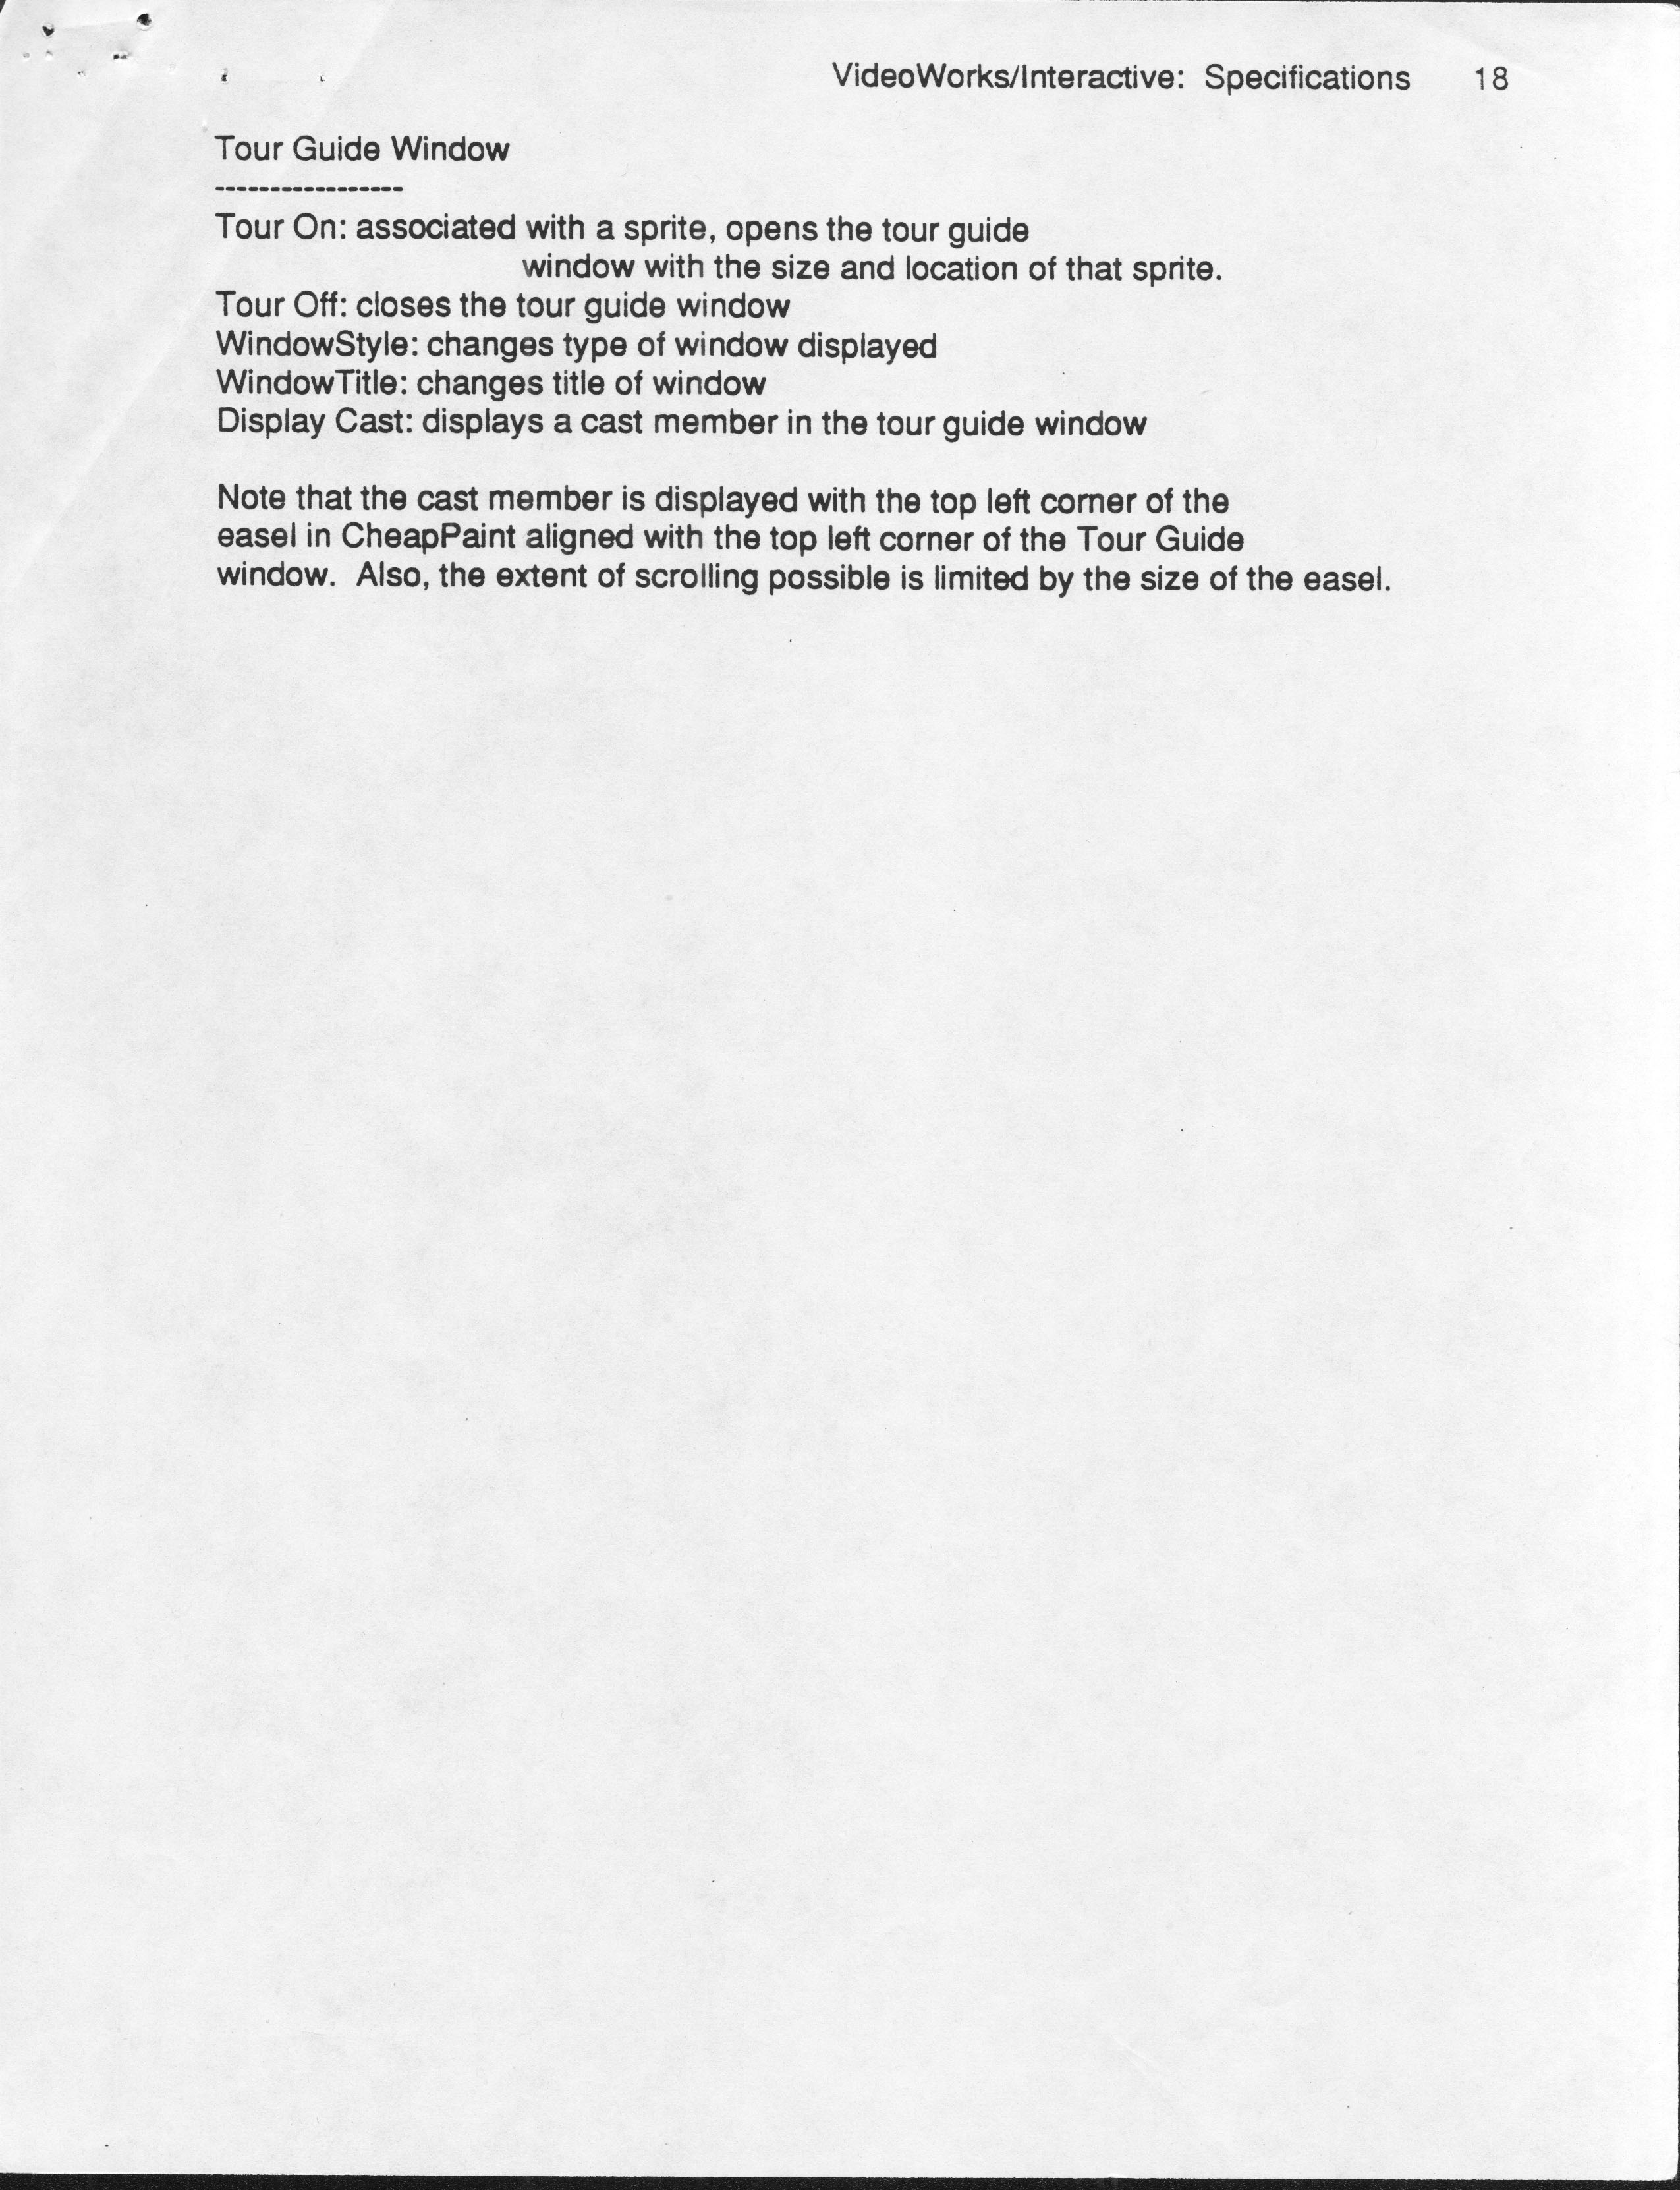 VideoWorks/Interactive: Specifications 18
Tour Guide Window
-----------------
Tour On: associated with a sprite, opens the tour guide
window with the size and location of that sprite.
Tour Off: closes the tour guide window
WindowStyle: changes type of window displayed
WindowTitle: changes title of window
Display Cast: displays a cast member in the tour guide window
Note that the cast member is displayed with the top left corner of the
easel in CheapPaint aligned with the top left corner of the Tour Guide
window. Also, the extent of scrolling possible is limited by the size of the easel.